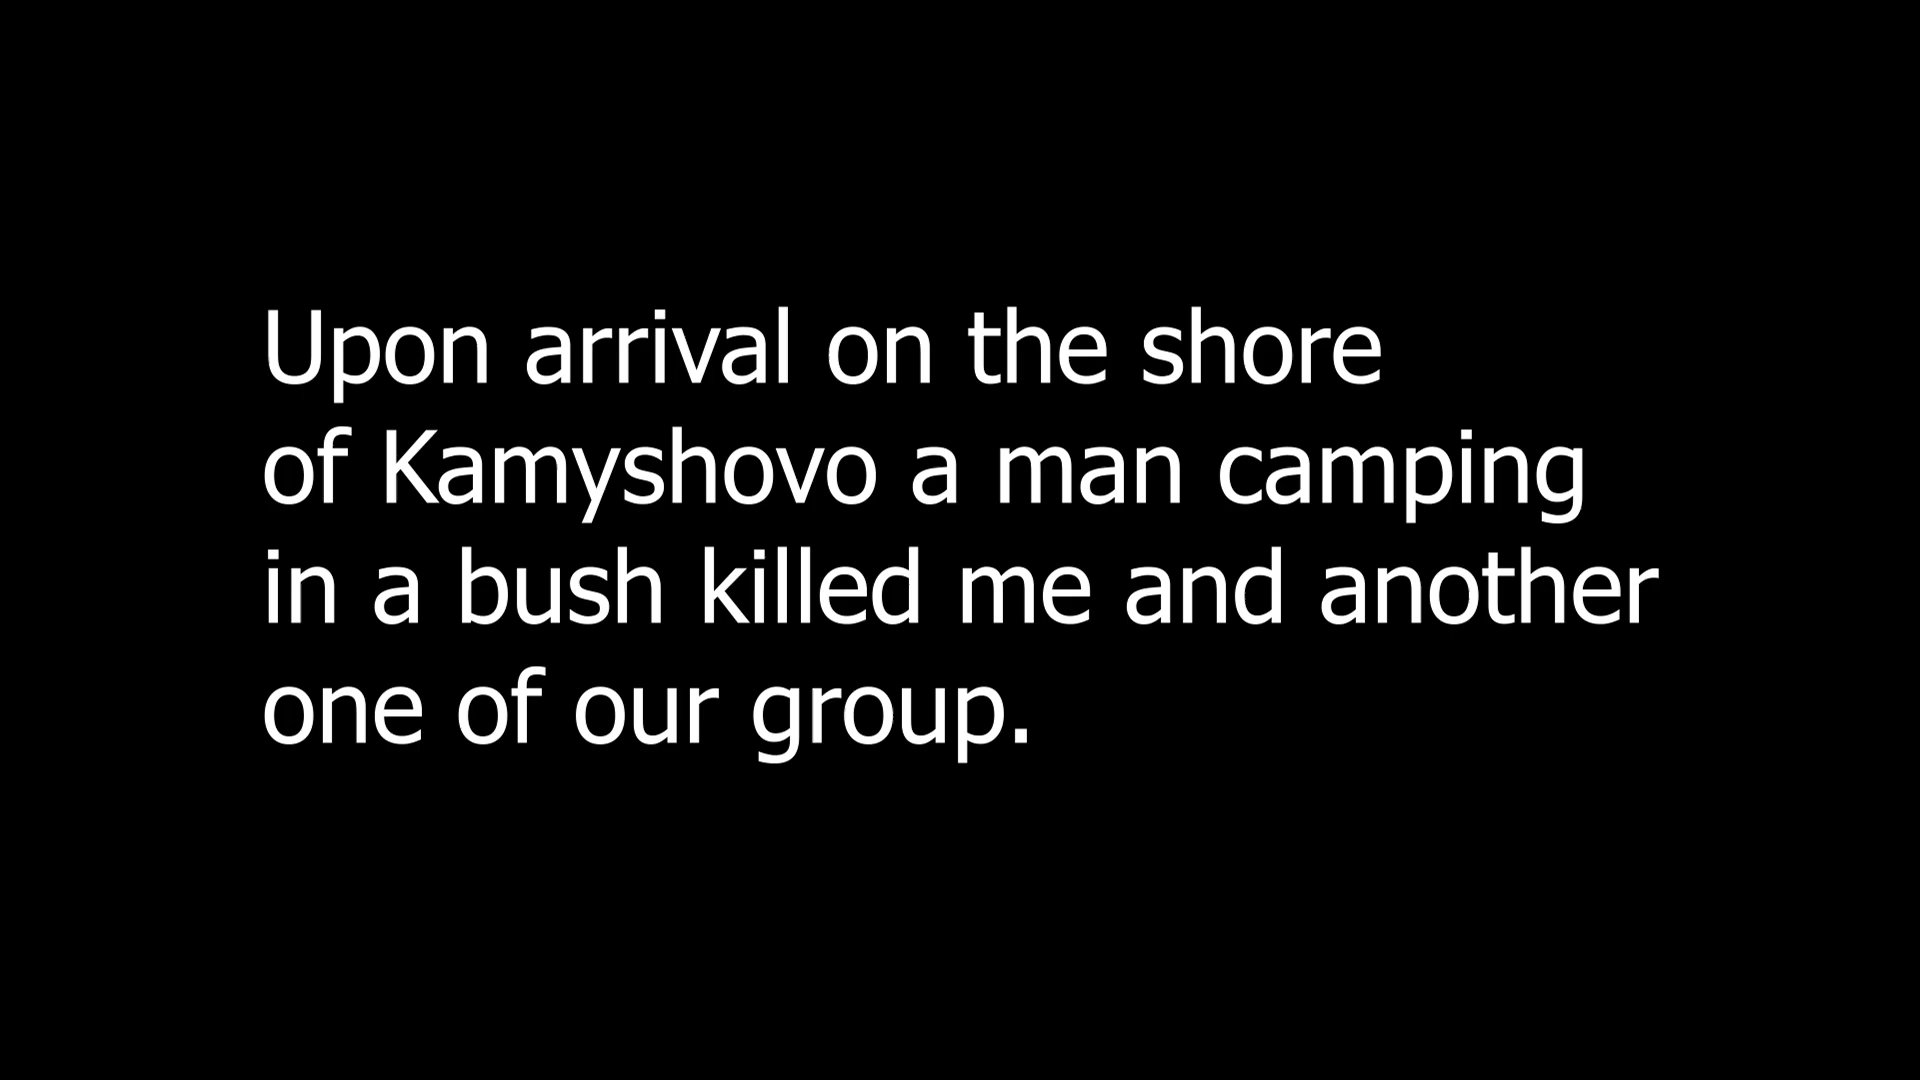 Upon arrival on the shore
of Kamyshovo a man camping
in a bush killed me and another
one of our group.